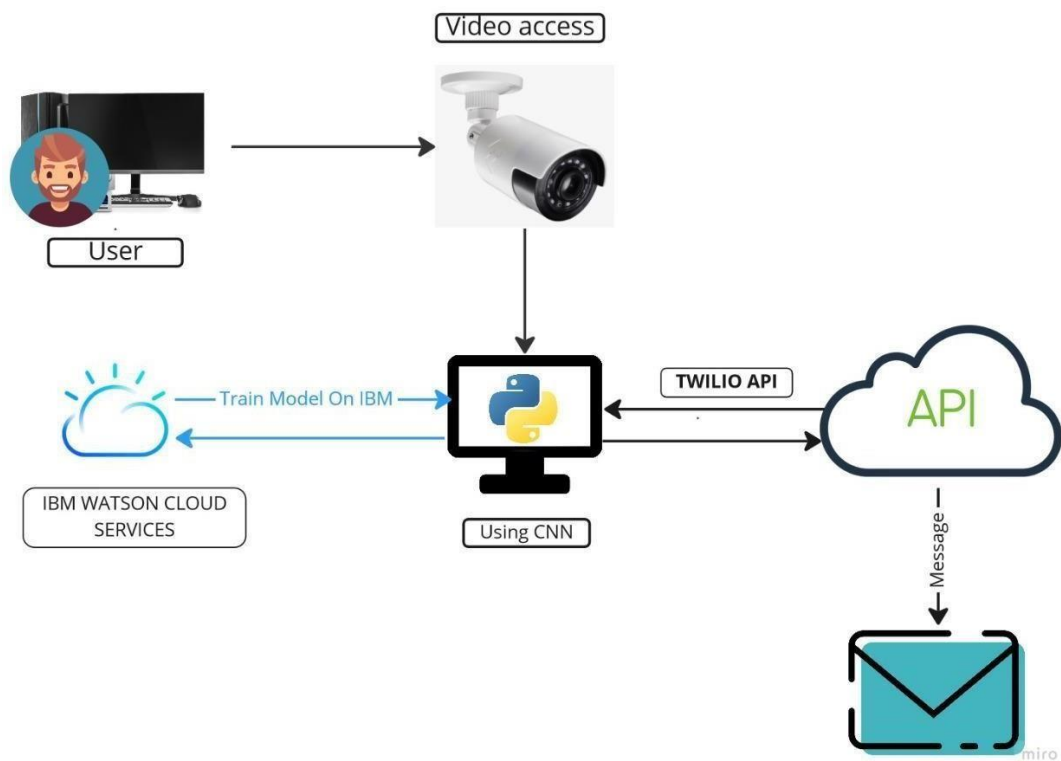 Video access
User
Train Model On IBM
TWILIO API
API
IBM WATSON CLOUD
SERVICES
Using CNN
Message
miro